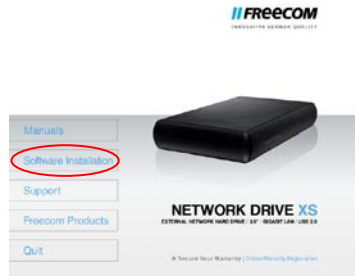 FREECOM
INNOVATIVE GERMAN QUALITY
Manuals
Software Installation
Support
Freecom Products
Quit
NETWORK DRIVE XS
EXTERNAL NETWORK HARD DRIVE / 3.5" / GIGABIT LAN / USB 2.0
Secure Your Warranty | Online Warranty Registration